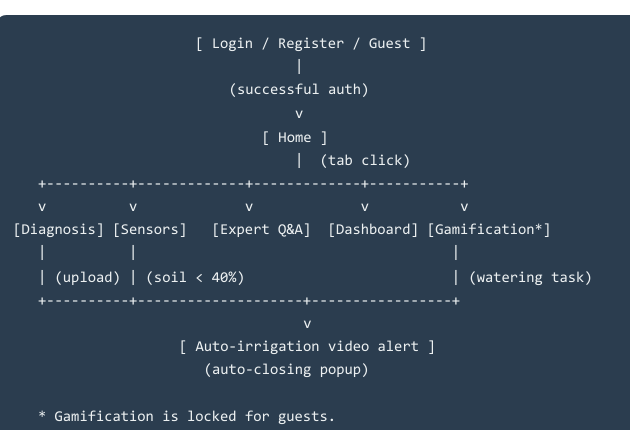 [ Login / Register / Guest ]
|
(successful auth)
v
[ Home ]
| (tab click)
+----------+------------+-------------+-----------+
v v v v v
[Diagnosis] [Sensors] [Expert Q&A] [Dashboard] [Gamification*]
| | |
| (upload) | (soil < 40%) | (watering task)
+----------+--------------------+-----------------+
v
[ Auto-irrigation video alert ]
(auto-closing popup)
* Gamification is locked for guests.